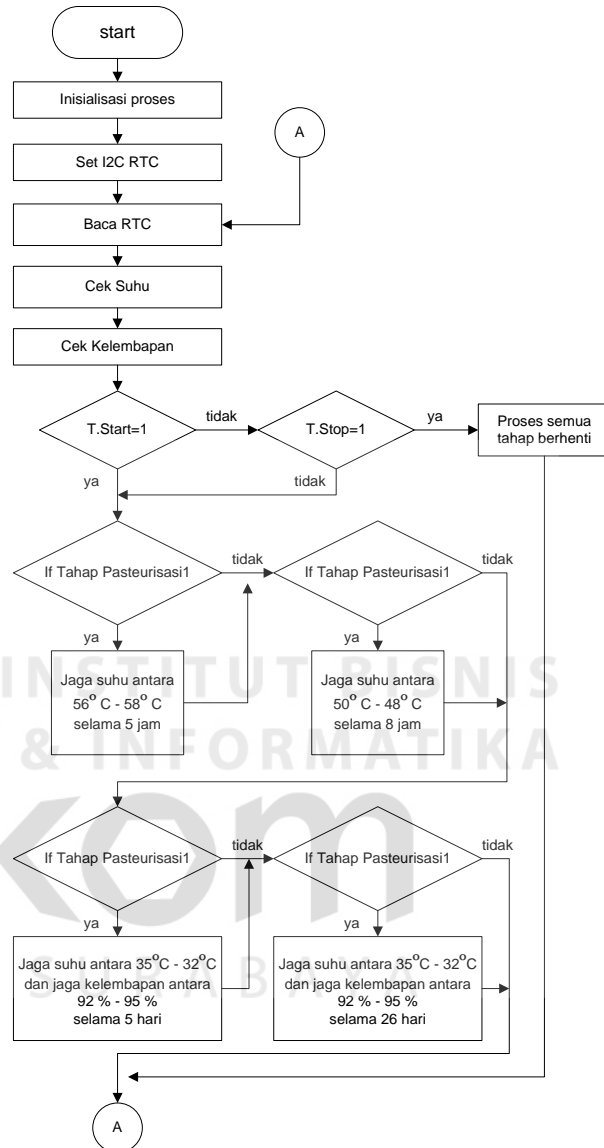 start
Inisialisasi proses
A
Set I2C RTC
Baca RTC
Cek Suhu
Cek Kelembapan
T.Start=1
tidak
T.Stop=1
ya
Proses semua
tahap berhenti
ya
tidak
If Tahap Pasteurisasi1
tidak
If Tahap Pasteurisasi1
tidak
ya
Jaga suhu antara
56° C - 58° C
selama 5 jam
ya
Jaga suhu antara
50° C - 48° C
selama 8 jam
INSTITUT BISNIS
& INFORMATIKA
kom
SURABAYA
If Tahap Pasteurisasi1
tidak
If Tahap Pasteurisasi1
tidak
ya
Jaga suhu antara 35°C - 32°C
dan jaga kelembapan antara
92 % - 95 %
selama 5 hari
ya
Jaga suhu antara 35°C - 32°C
dan jaga kelembapan antara
92 % - 95 %
selama 26 hari
A